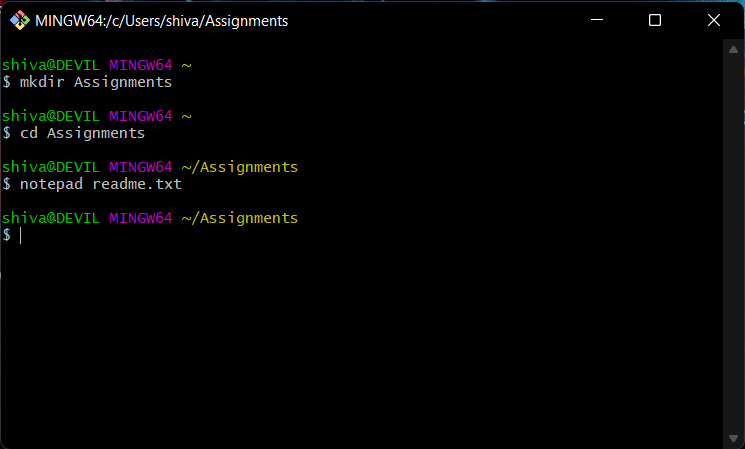 MINGW64:/c/Users/shiva/Assignments
shiva@DEVIL MINGW64 ~
$ mkdir Assignments
shiva@DEVIL MINGW64 ~
$ cd Assignments
shiva@DEVIL MINGW64 ~/Assignments
$ notepad readme.txt
shiva@DEVIL MINGW64 ~/Assignments
$